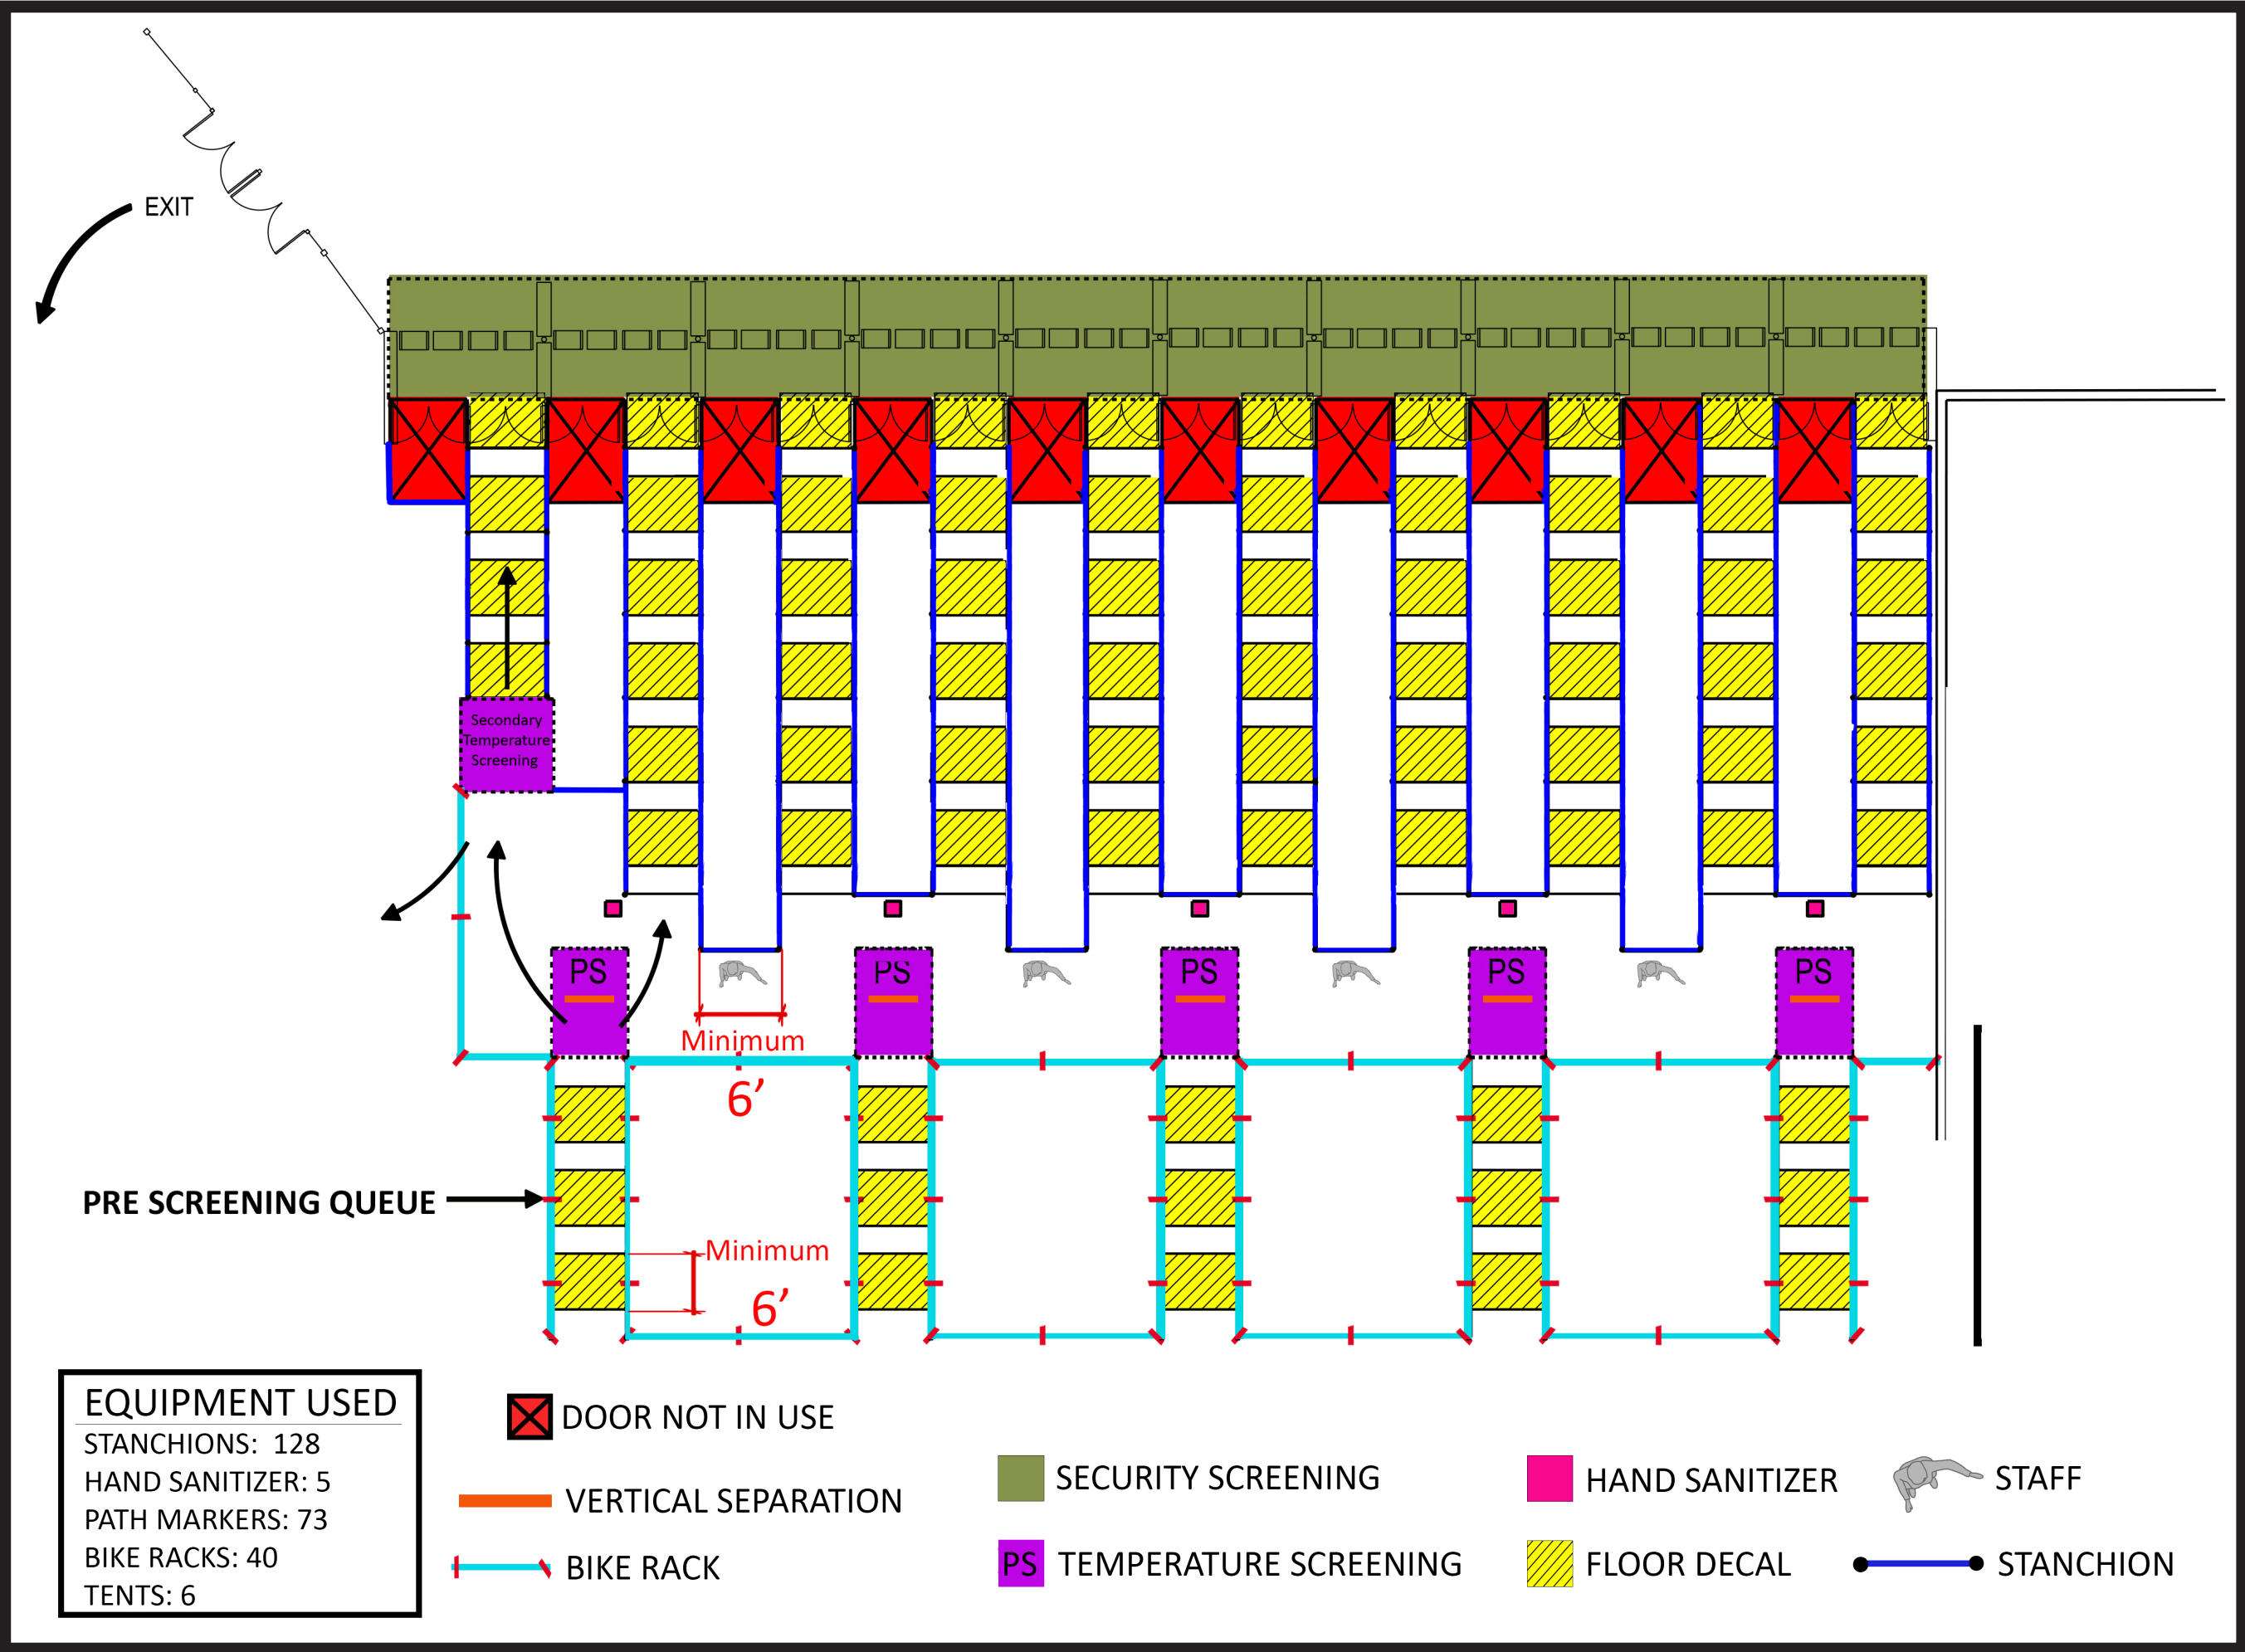 EXIT
Secondary
Temperature
Screening
PS
PS
PS
PS
PS
Minimum
6’
PRE SCREENING QUEUE
Minimum
6’
EQUIPMENT USED
STANCHIONS: 128
HAND SANITIZER: 5
PATH MARKERS: 73
BIKE RACKS: 40
TENTS: 6
DOOR NOT IN USE
VERTICAL SEPARATION
BIKE RACK
SECURITY SCREENING
PS TEMPERATURE SCREENING
HAND SANITIZER
FLOOR DECAL
STAFF
STANCHION